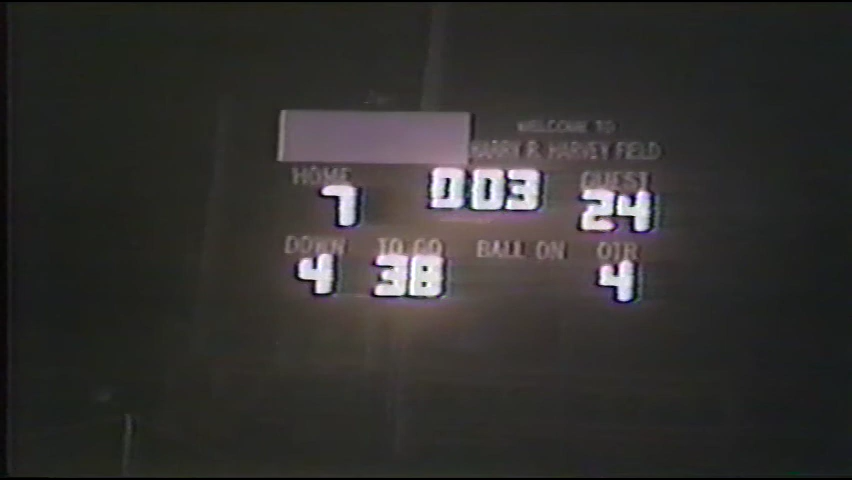 WELCOME TO
HARRY R. HARVEY FIELD
HOME 003 GUEST
7 24
DOWN TO GO BALL ON QTR
4 38 4